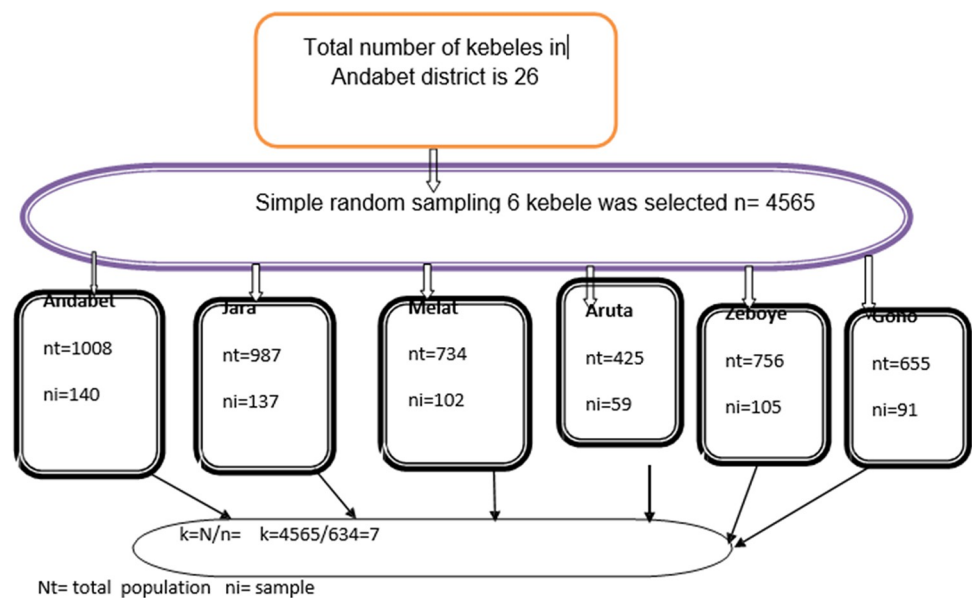 Total number of kebeles in
Andabet district is 26
Simple random sampling 6 kebele was selected n= 4565
Andabet
nt=1008
ni=140
Jara
nt=987
ni=137
Melat
nt=734
ni=102
Aruta
nt=425
ni=59
Zeboye
nt=756
ni=105
Gono
nt=655
ni=91
k=N/n= k=4565/634=7
Nt= total population ni= sample